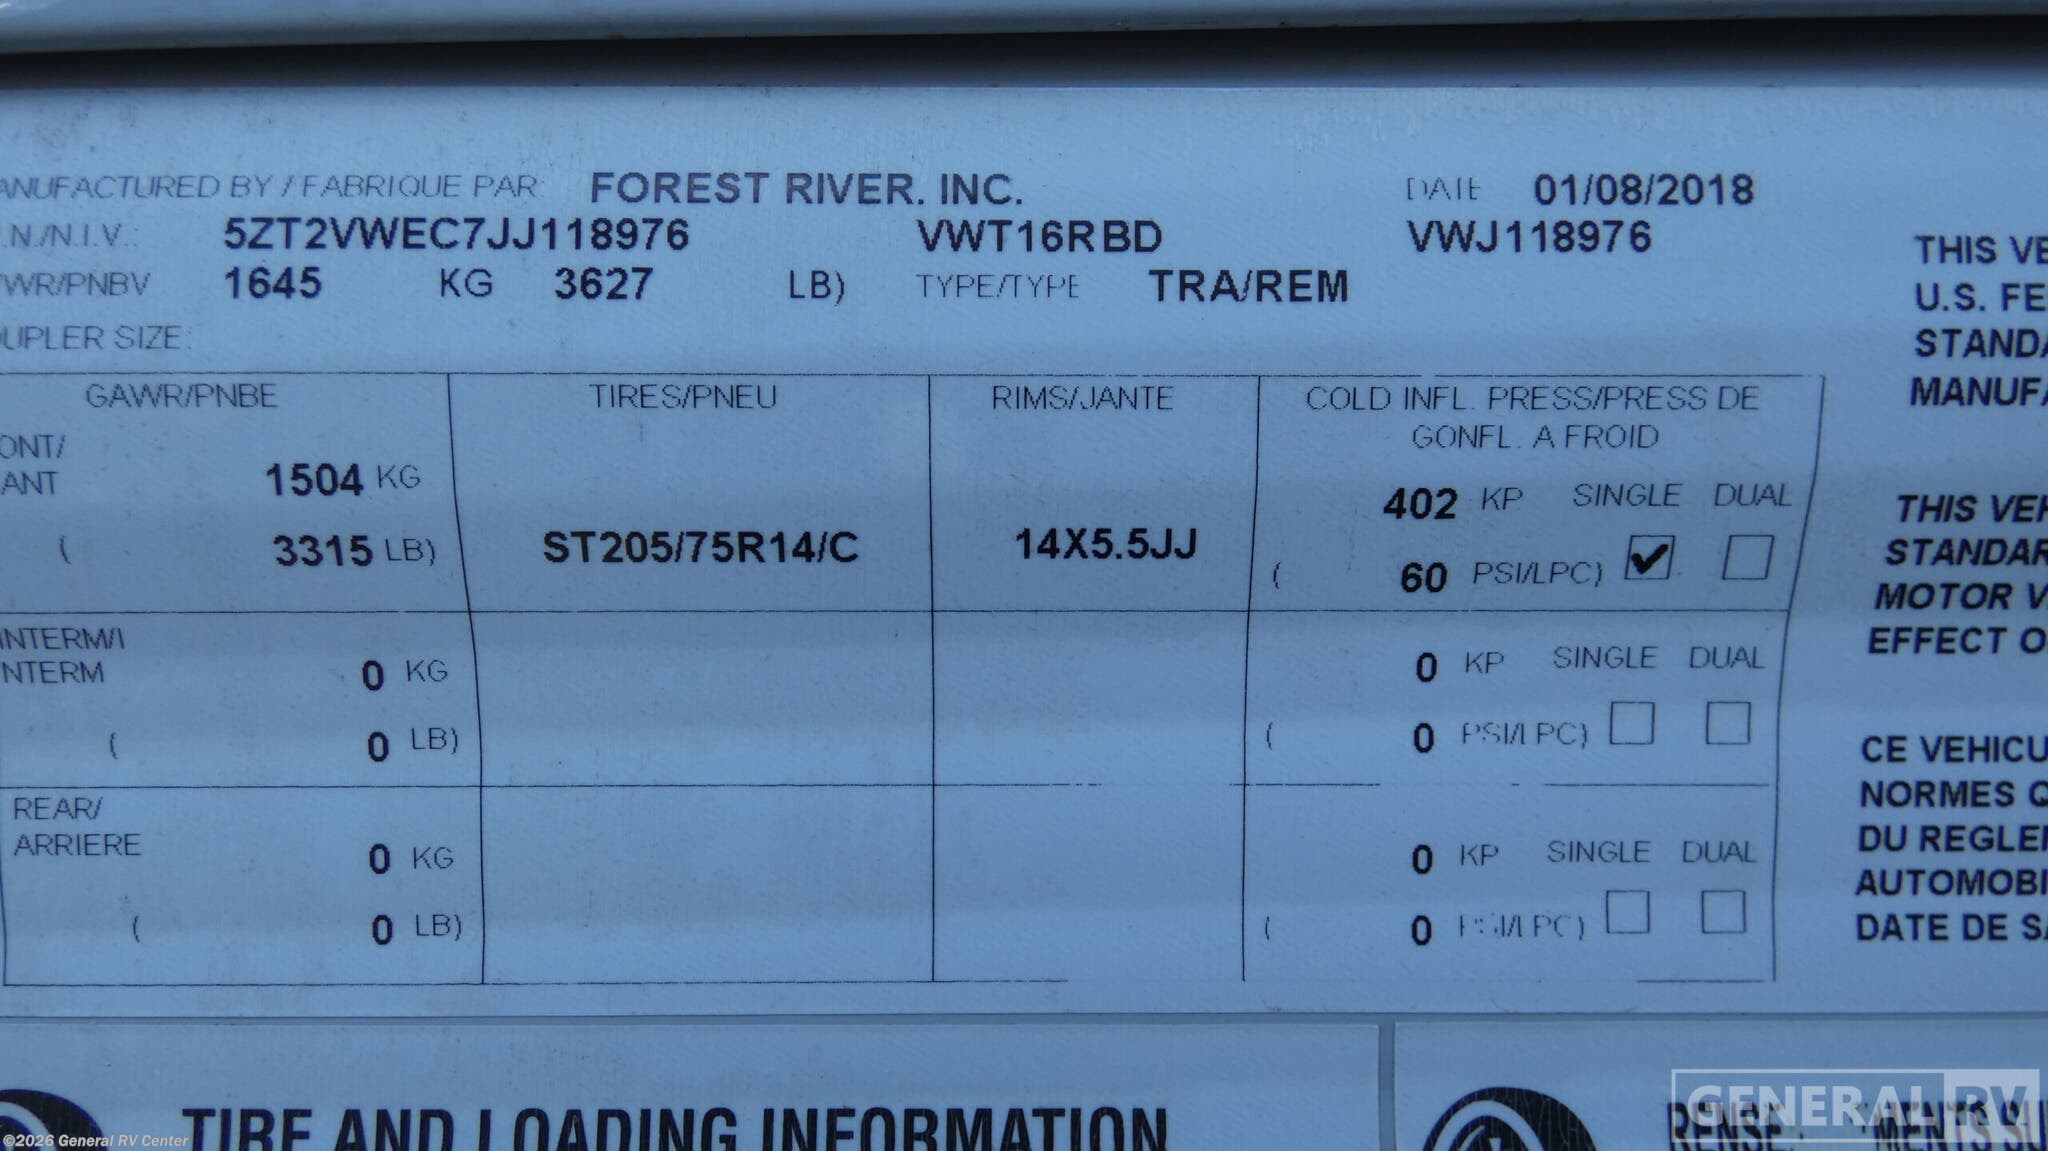 ANUFACTURED BY / FABRIQUE PAR: FOREST RIVER. INC. DATE 01/08/2018
.N./N.I.V.: 5ZT2VWEC7JJ118976 VWT16RBD VWJ118976
WR/PNBV 1645 KG 3627 LB) TYPE/TYPE TRA/REM
OUPLER SIZE:
GAWR/PNBE TIRES/PNEU RIMS/JANTE COLD INFL. PRESS/PRESS DE
GONFL. A FROID
ONT/
ANT 1504 KG 402 KP SINGLE DUAL
( 3315 LB) ST205/75R14/C 14X5.5JJ ( 60 PSI/LPC)
INTERM/I
NTERM 0 KG 0 KP SINGLE DUAL
( 0 LB) ( 0 PSI/LPC)
REAR/
ARRIERE 0 KG 0 KP SINGLE DUAL
( 0 LB) ( 0 PSI/LPC)
THIS VE
U.S. FE
STANDA
MANUFA
THIS VEH
STANDAR
MOTOR V
EFFECT O
CE VEHICU
NORMES Q
DU REGLE
AUTOMOBI
DATE DE SA
TIRE AND LOADING INFORMATION
GENERAL RV
©2026 General RV Center